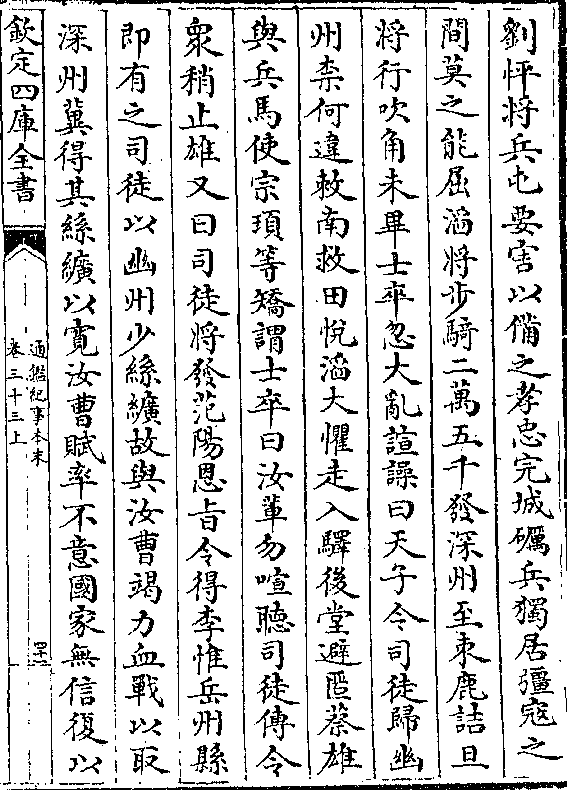 劉怦将兵屯要害以備之孝忠完城礪兵獨居彊寇之
間莫之能屈滔將步騎二萬五千發深州至束鹿詰旦
將行吹角未畢士卒忽大亂諠譟曰天子令司徒歸幽
州柰何違敕南救田悅滔大懼走入驛後堂避匿蔡雄
與兵馬使宗頊等矯謂士卒曰汝輩勿喧聽司徒傳令
衆稍止雄又曰司徒將發范陽恩旨令得李惟岳州縣
即有之司徒以幽州少絲纊故與汝曹竭力血戰以取
深州冀得其絲纊以寛汝曹賦率不意國家無信復以
欽定四庫全書
通鑑紀事本末
卷三十三上